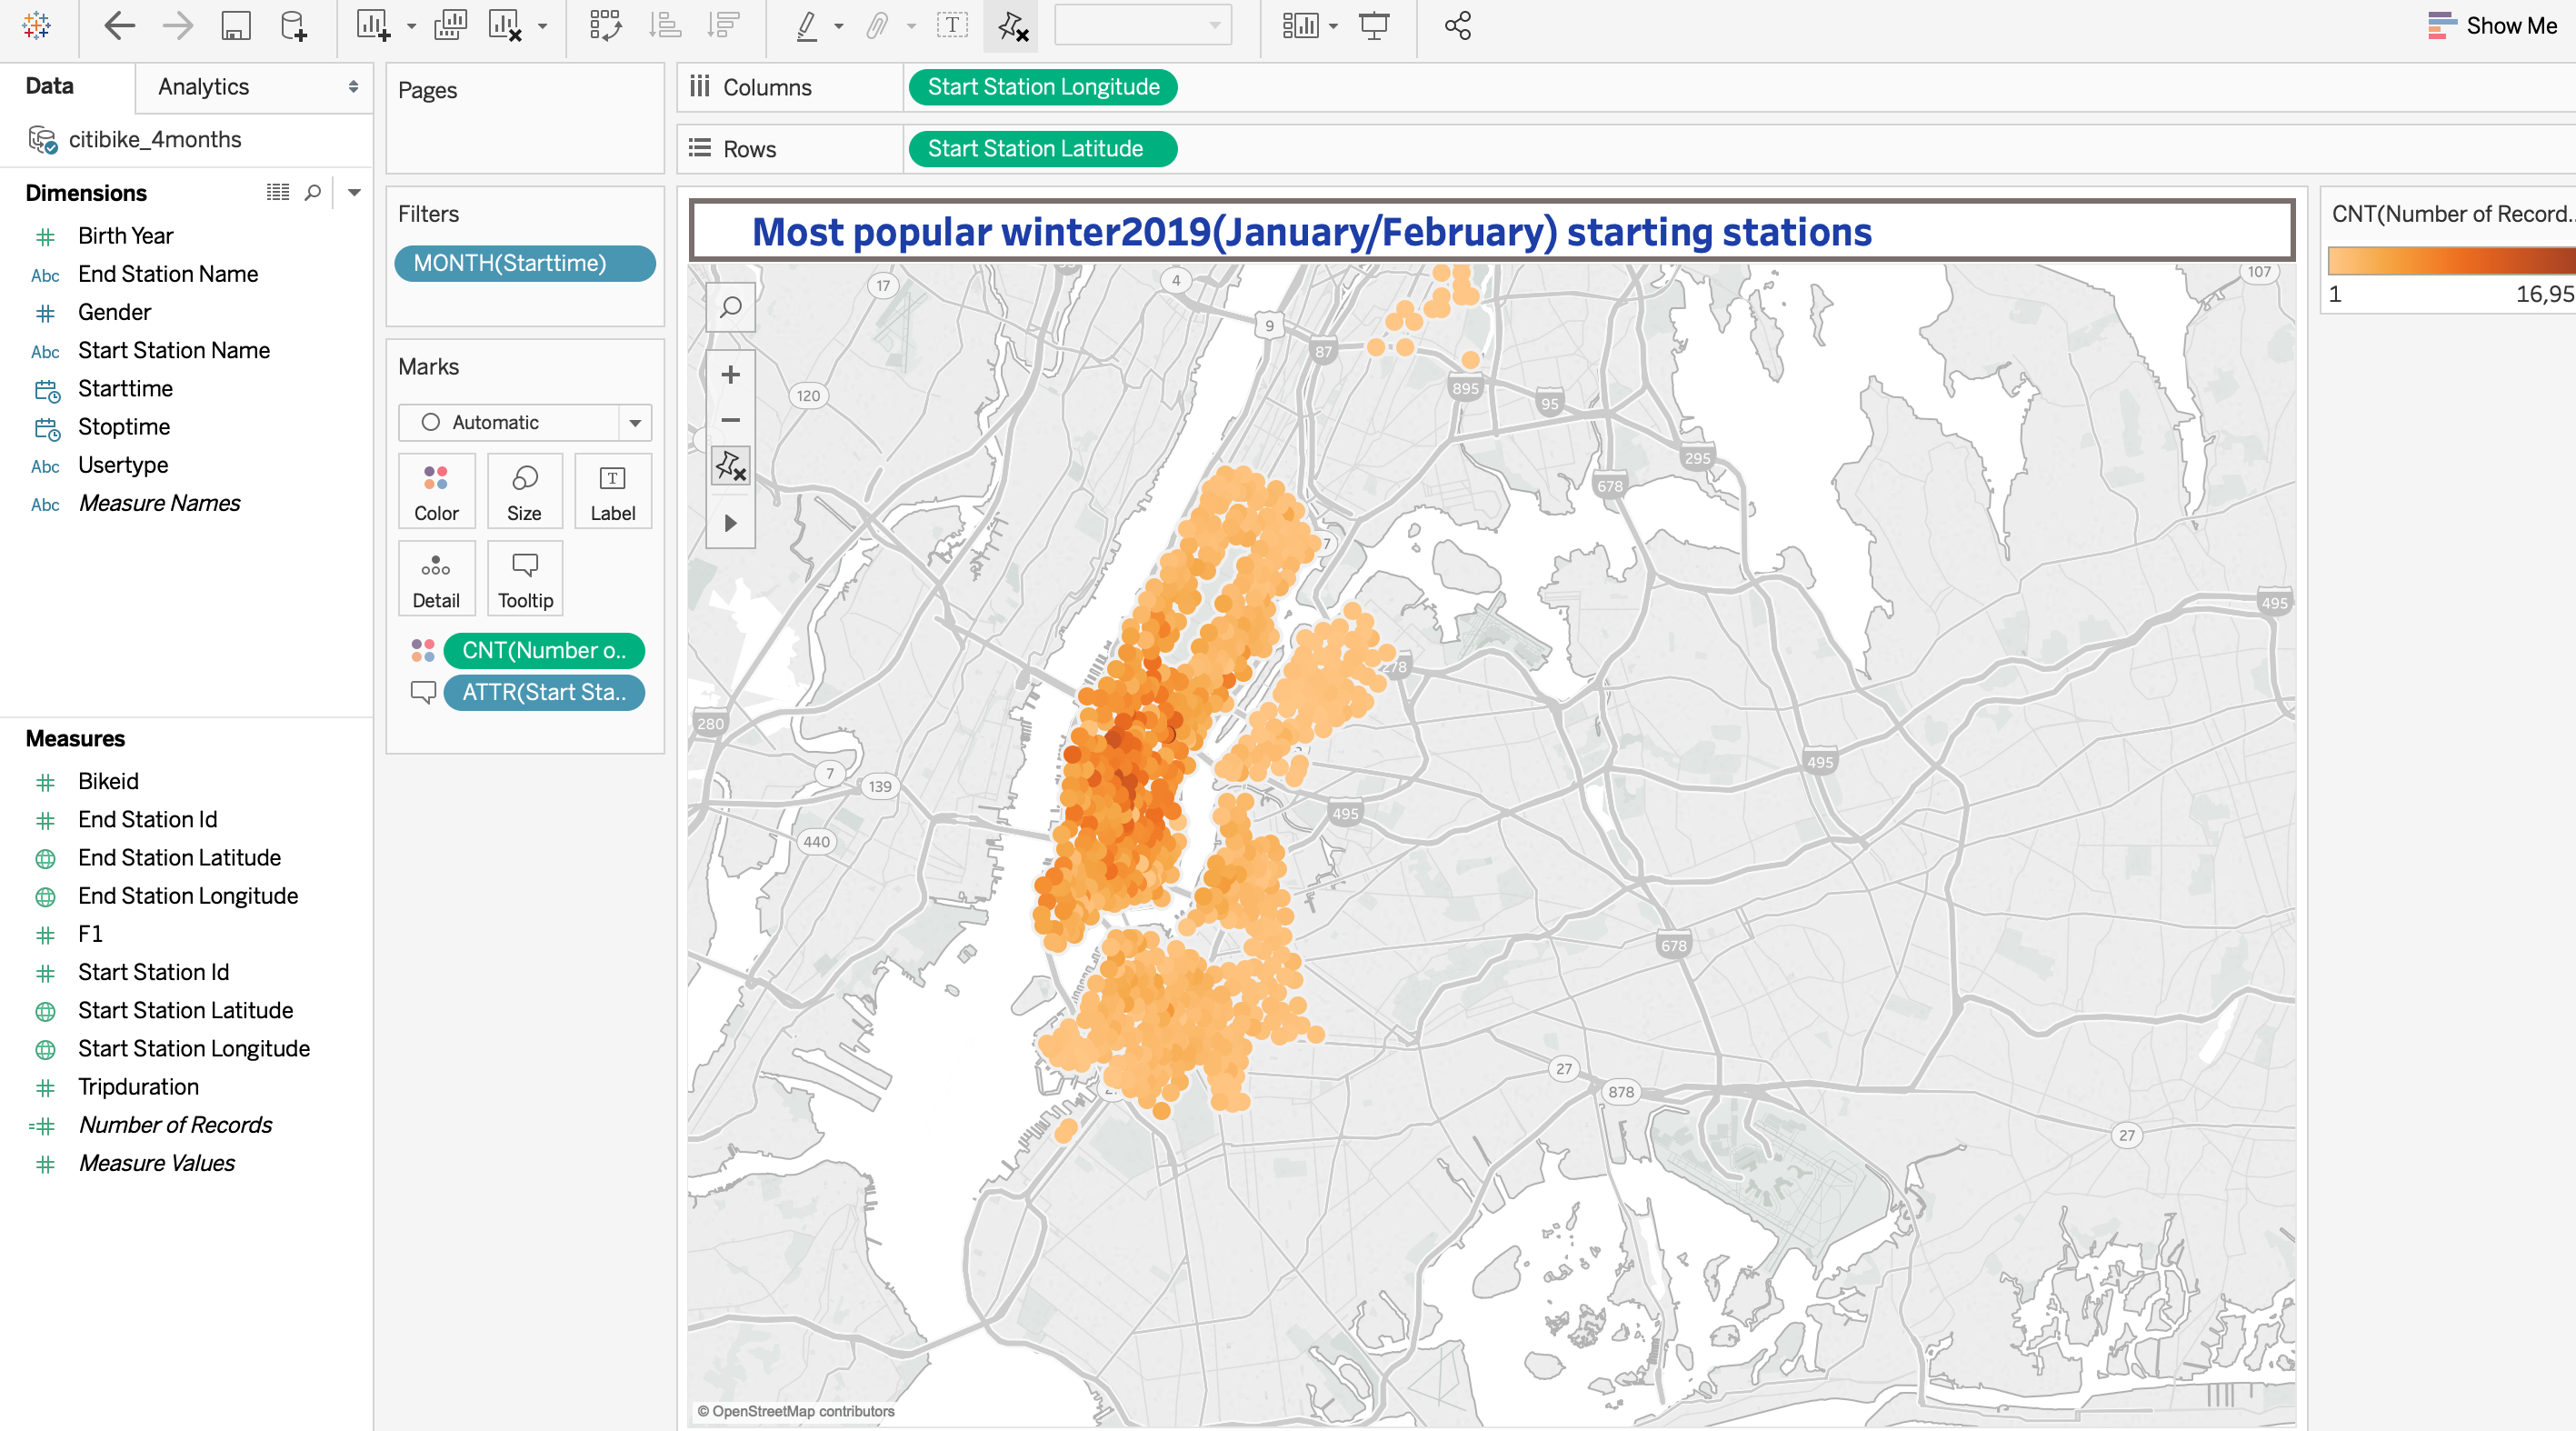 Show Me
Data
Analytics
citibike_4months
Dimensions
Birth Year
Abc End Station Name
Gender
Abc Start Station Name
Starttime
Stoptime
Abc Usertype
Abc Measure Names
Measures
Bikeid
End Station Id
End Station Latitude
End Station Longitude
F1
Start Station Id
Start Station Latitude
Start Station Longitude
Tripduration
Number of Records
Measure Values
Pages
Filters
MONTH(Starttime)
Marks
Automatic
Color Size Label
Detail Tooltip
CNT(Number o..
ATTR(Start Sta..
Columns Start Station Longitude
Rows Start Station Latitude
Most popular winter2019(January/February) starting stations
17
4
107
9
87
120
895
95
295
678
7
495
278
280
7
139
495
495
440
678
27
878
27
© OpenStreetMap contributors
CNT(Number of Record..
1 16,95